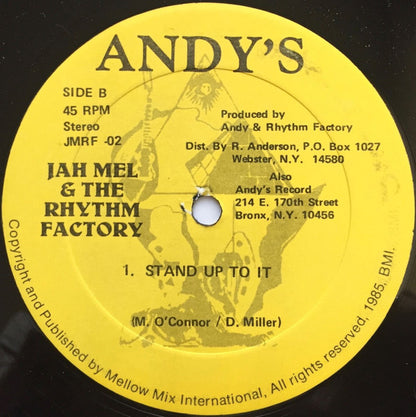 ANDY'S
SIDE B
45 RPM
Stereo
JMRF -02
JAH MEL
& THE
RHYTHM
FACTORY
Produced by
Andy & Rhythm Factory
Dist. By R. Anderson, P.O. Box 1027
Webster, N.Y. 14580
Also
Andy's Record
214 E. 170th Street
Bronx, N.Y. 10456
1. STAND UP TO IT
(M. O'Connor / D. Miller)
Copyright and Published by Mellow Mix International, All rights reserved, 1985, BMI.